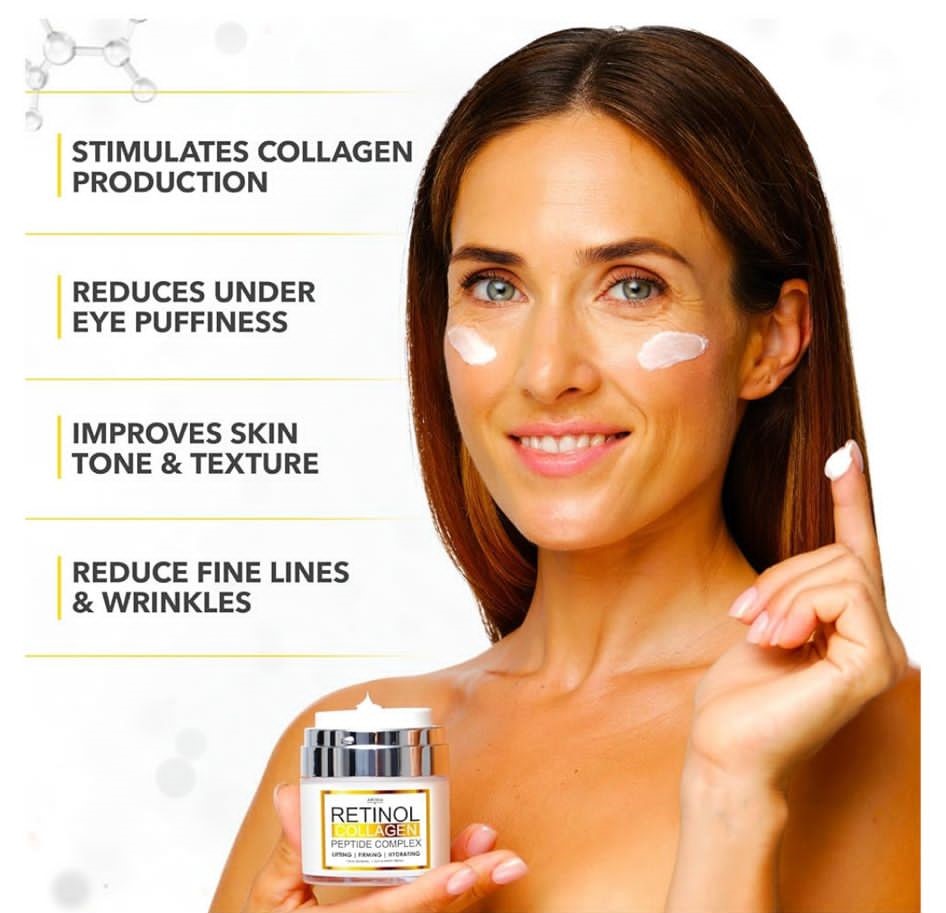 STIMULATES COLLAGEN
PRODUCTION
REDUCES UNDER
EYE PUFFINESS
IMPROVES SKIN
TONE & TEXTURE
REDUCE FINE LINES
& WRINKLES
RETINOL
COLLAGEN
PEPTIDE COMPLEX
LIFTING | FIRMING | HYDRATING